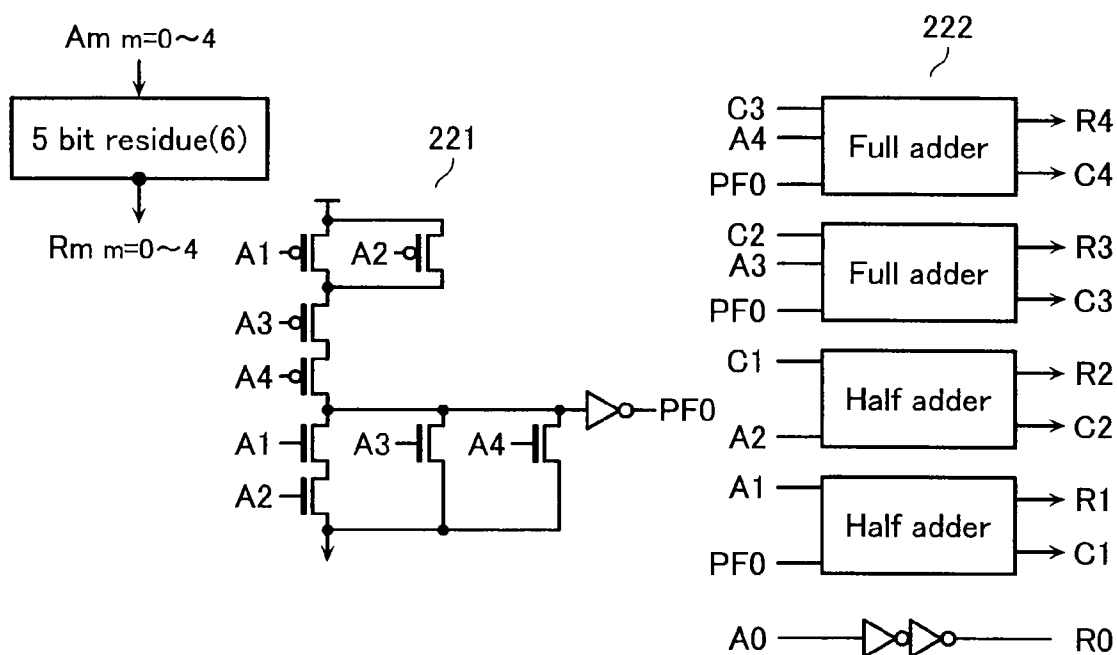 Am m=0～4
5 bit residue(6)
Rm m=0～4
221
A1
A2
A3
A4
A1
A3
A4
PF0
A2
222
C3
A4
PF0
Full adder
R4
C4
C2
A3
PF0
Full adder
R3
C3
C1
A2
Half adder
R2
C2
A1
PF0
Half adder
R1
C1
A0
R0